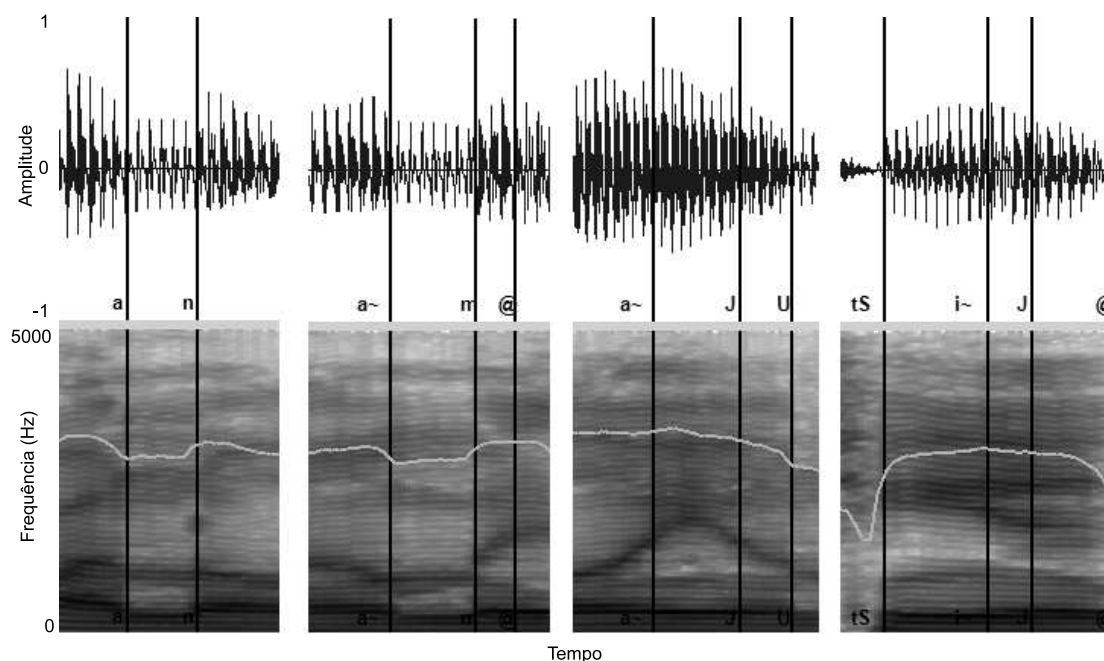 1
Amplitude
0
-1
a n a~ m @ a~ J U tS i~ J @
5000
Frequência (Hz)
0
a n a~ m @ a~ J U tS i~ J @
Tempo